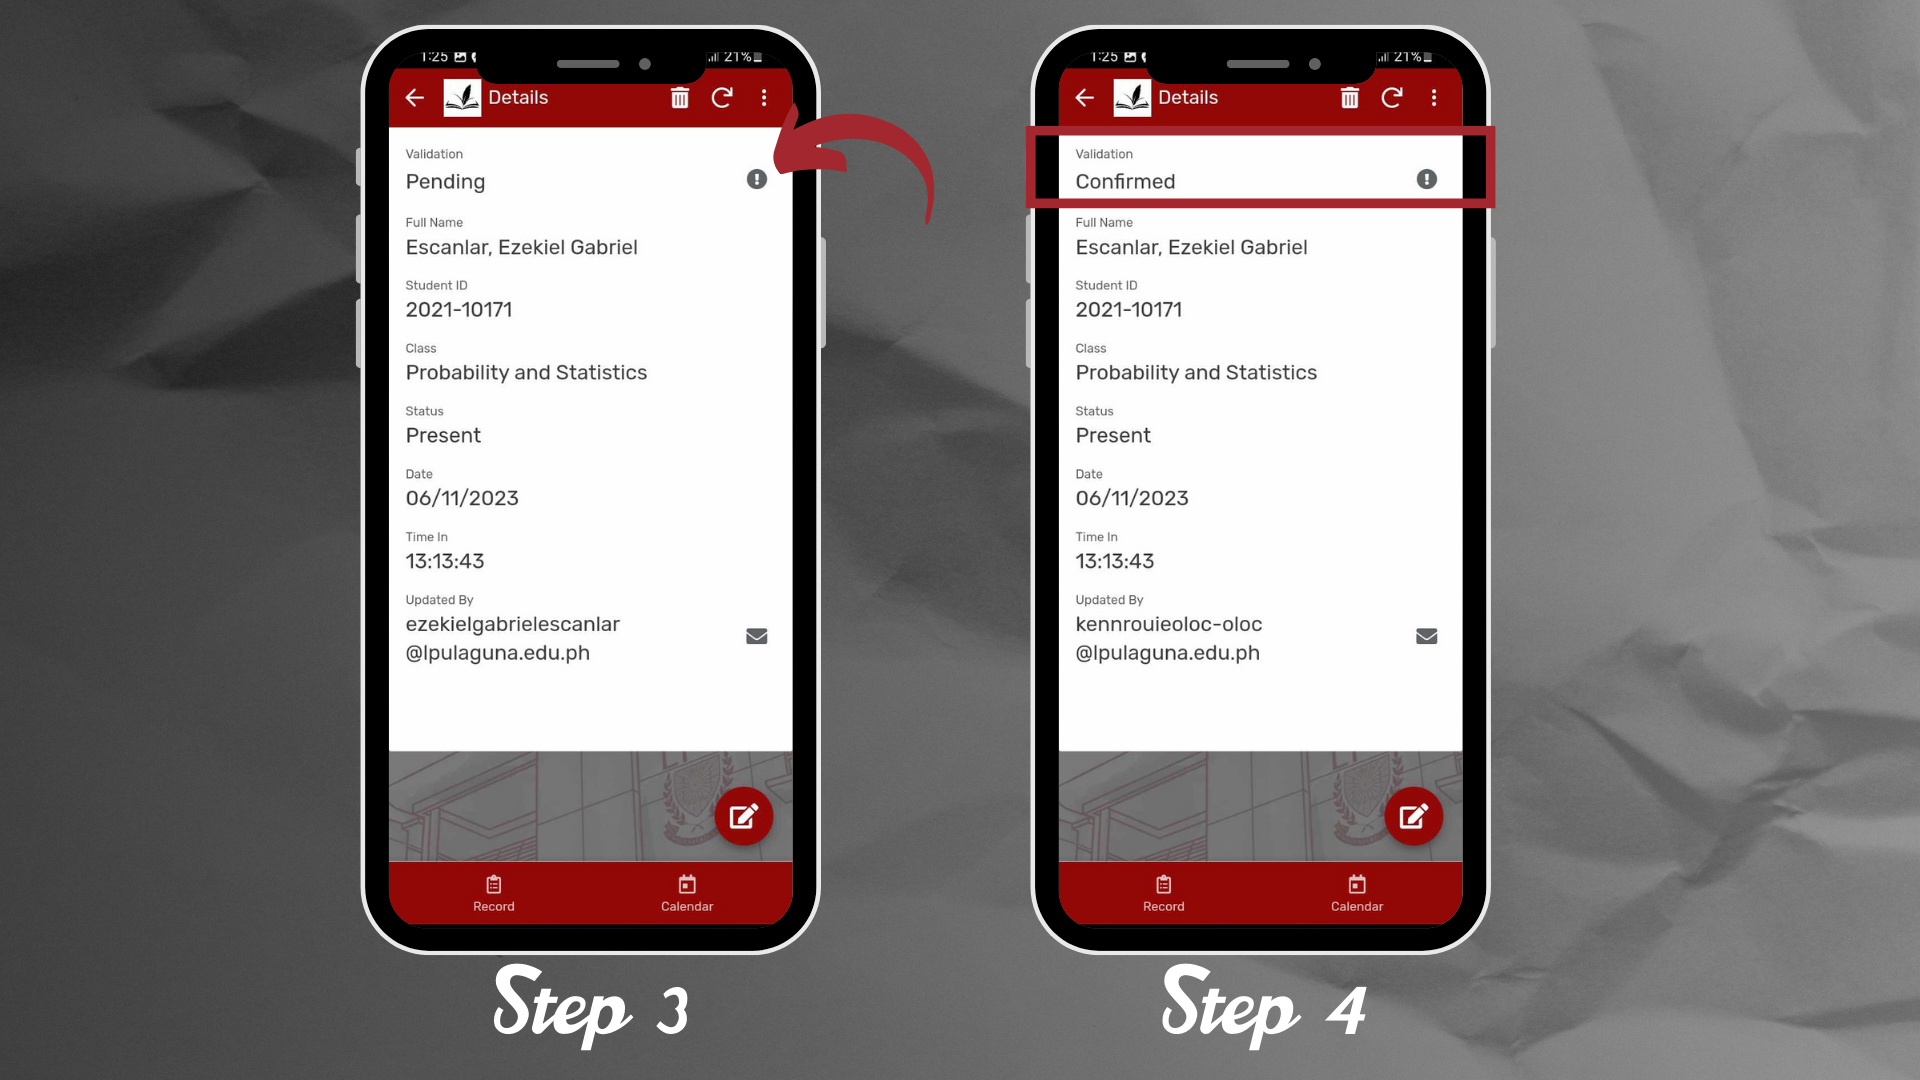 1:25
21%
Details
Validation
Pending
Full Name
Escanlar, Ezekiel Gabriel
Student ID
2021-10171
Class
Probability and Statistics
Status
Present
Date
06/11/2023
Time In
13:13:43
Updated By
ezekielgabrielescanlar
@lpulaguna.edu.ph
Record
Calendar
Step 3
1:25
21%
Details
Validation
Confirmed
Full Name
Escanlar, Ezekiel Gabriel
Student ID
2021-10171
Class
Probability and Statistics
Status
Present
Date
06/11/2023
Time In
13:13:43
Updated By
kennrouieoloc-oloc
@lpulaguna.edu.ph
Record
Calendar
Step 4